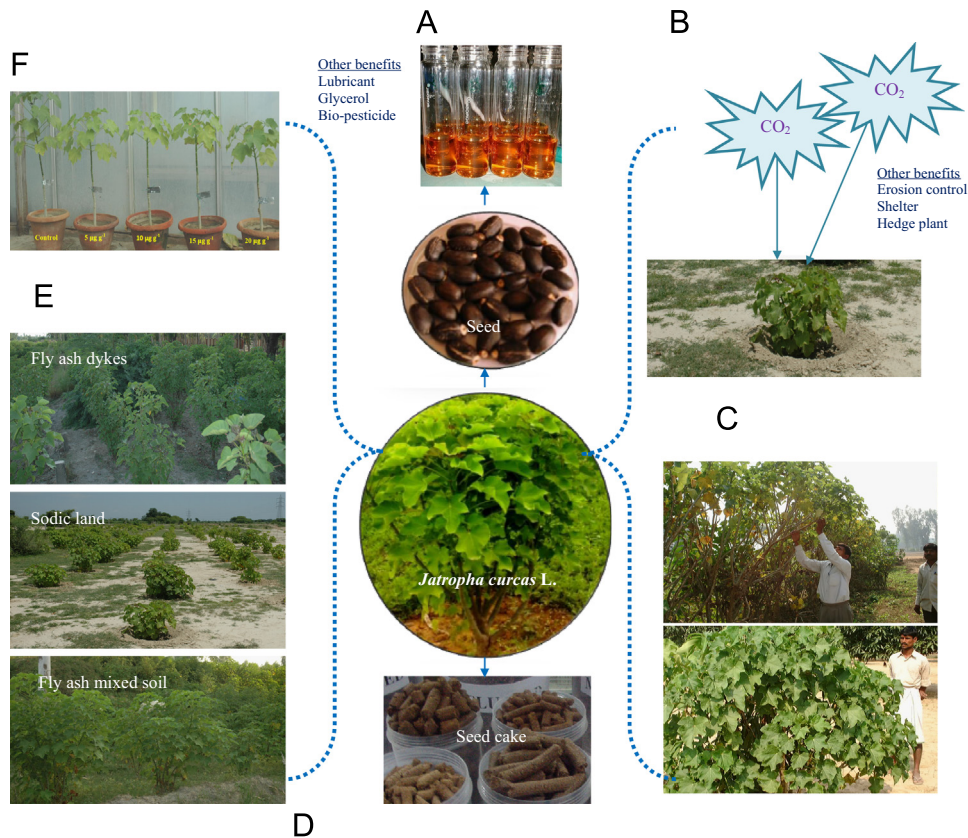 A
B
F
Other benefits
Lubricant
Glycerol
Bio-pesticide
CO₂
CO₂
Other benefits
Erosion control
Shelter
Hedge plant
Control
5 µg g⁻¹
10 µg g⁻¹
15 µg g⁻¹
20 µg g⁻¹
E
Seed
Fly ash dykes
C
Sodic land
Jatropha curcas L.
Fly ash mixed soil
Seed cake
D